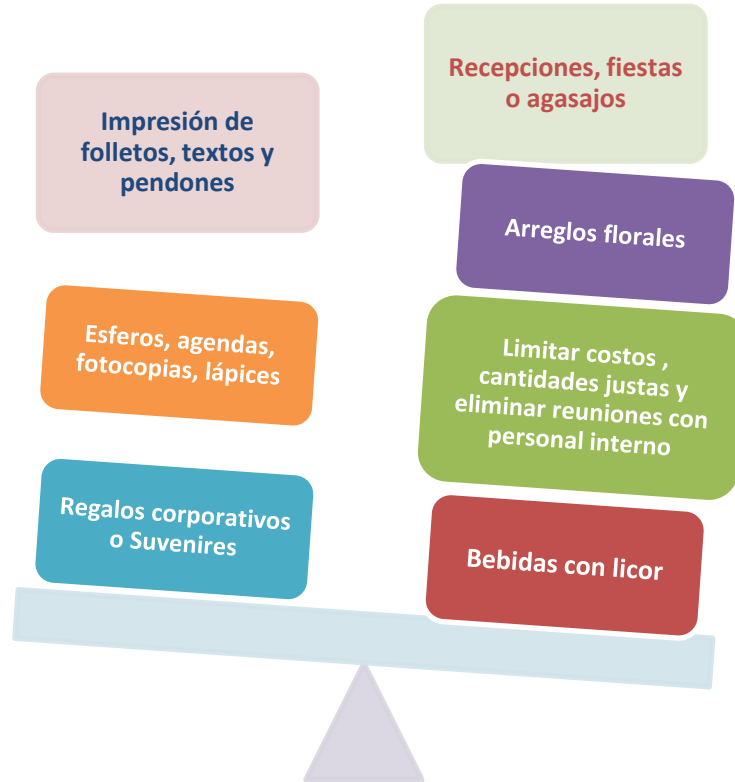 Impresión de
folletos, textos y
pendones
Esferos, agendas,
fotocopias, lápices
Regalos corporativos
o Suvenires
Recepciones, fiestas
o agasajos
Arreglos florales
Limitar costos ,
cantidades justas y
eliminar reuniones con
personal interno
Bebidas con licor